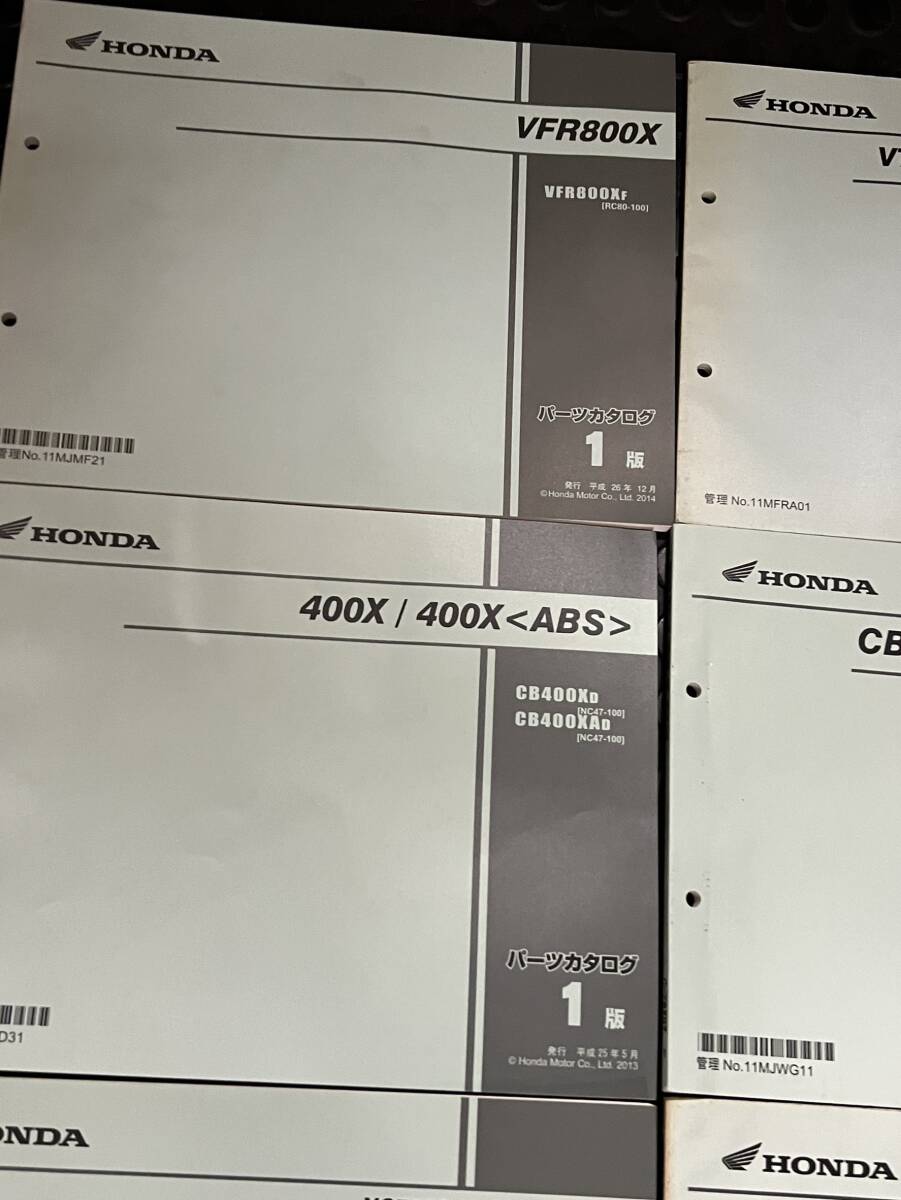 HONDA
VFR800X
VFR800XF
[RC80-100]
パーツカタログ
1 版
発行 平成 26 年 12 月
©Honda Motor Co., Ltd. 2014
管理No.11MJMF21
HONDA
管理 No.11MFRA01
HONDA
400X / 400X<ABS>
CB400XD
[NC47-100]
CB400XAD
[NC47-100]
パーツカタログ
1 版
発行 平成 25 年 5 月
© Honda Motor Co., Ltd. 2013
D31
HONDA
CB
管理 No.11MJWG11
ONDA
HONDA